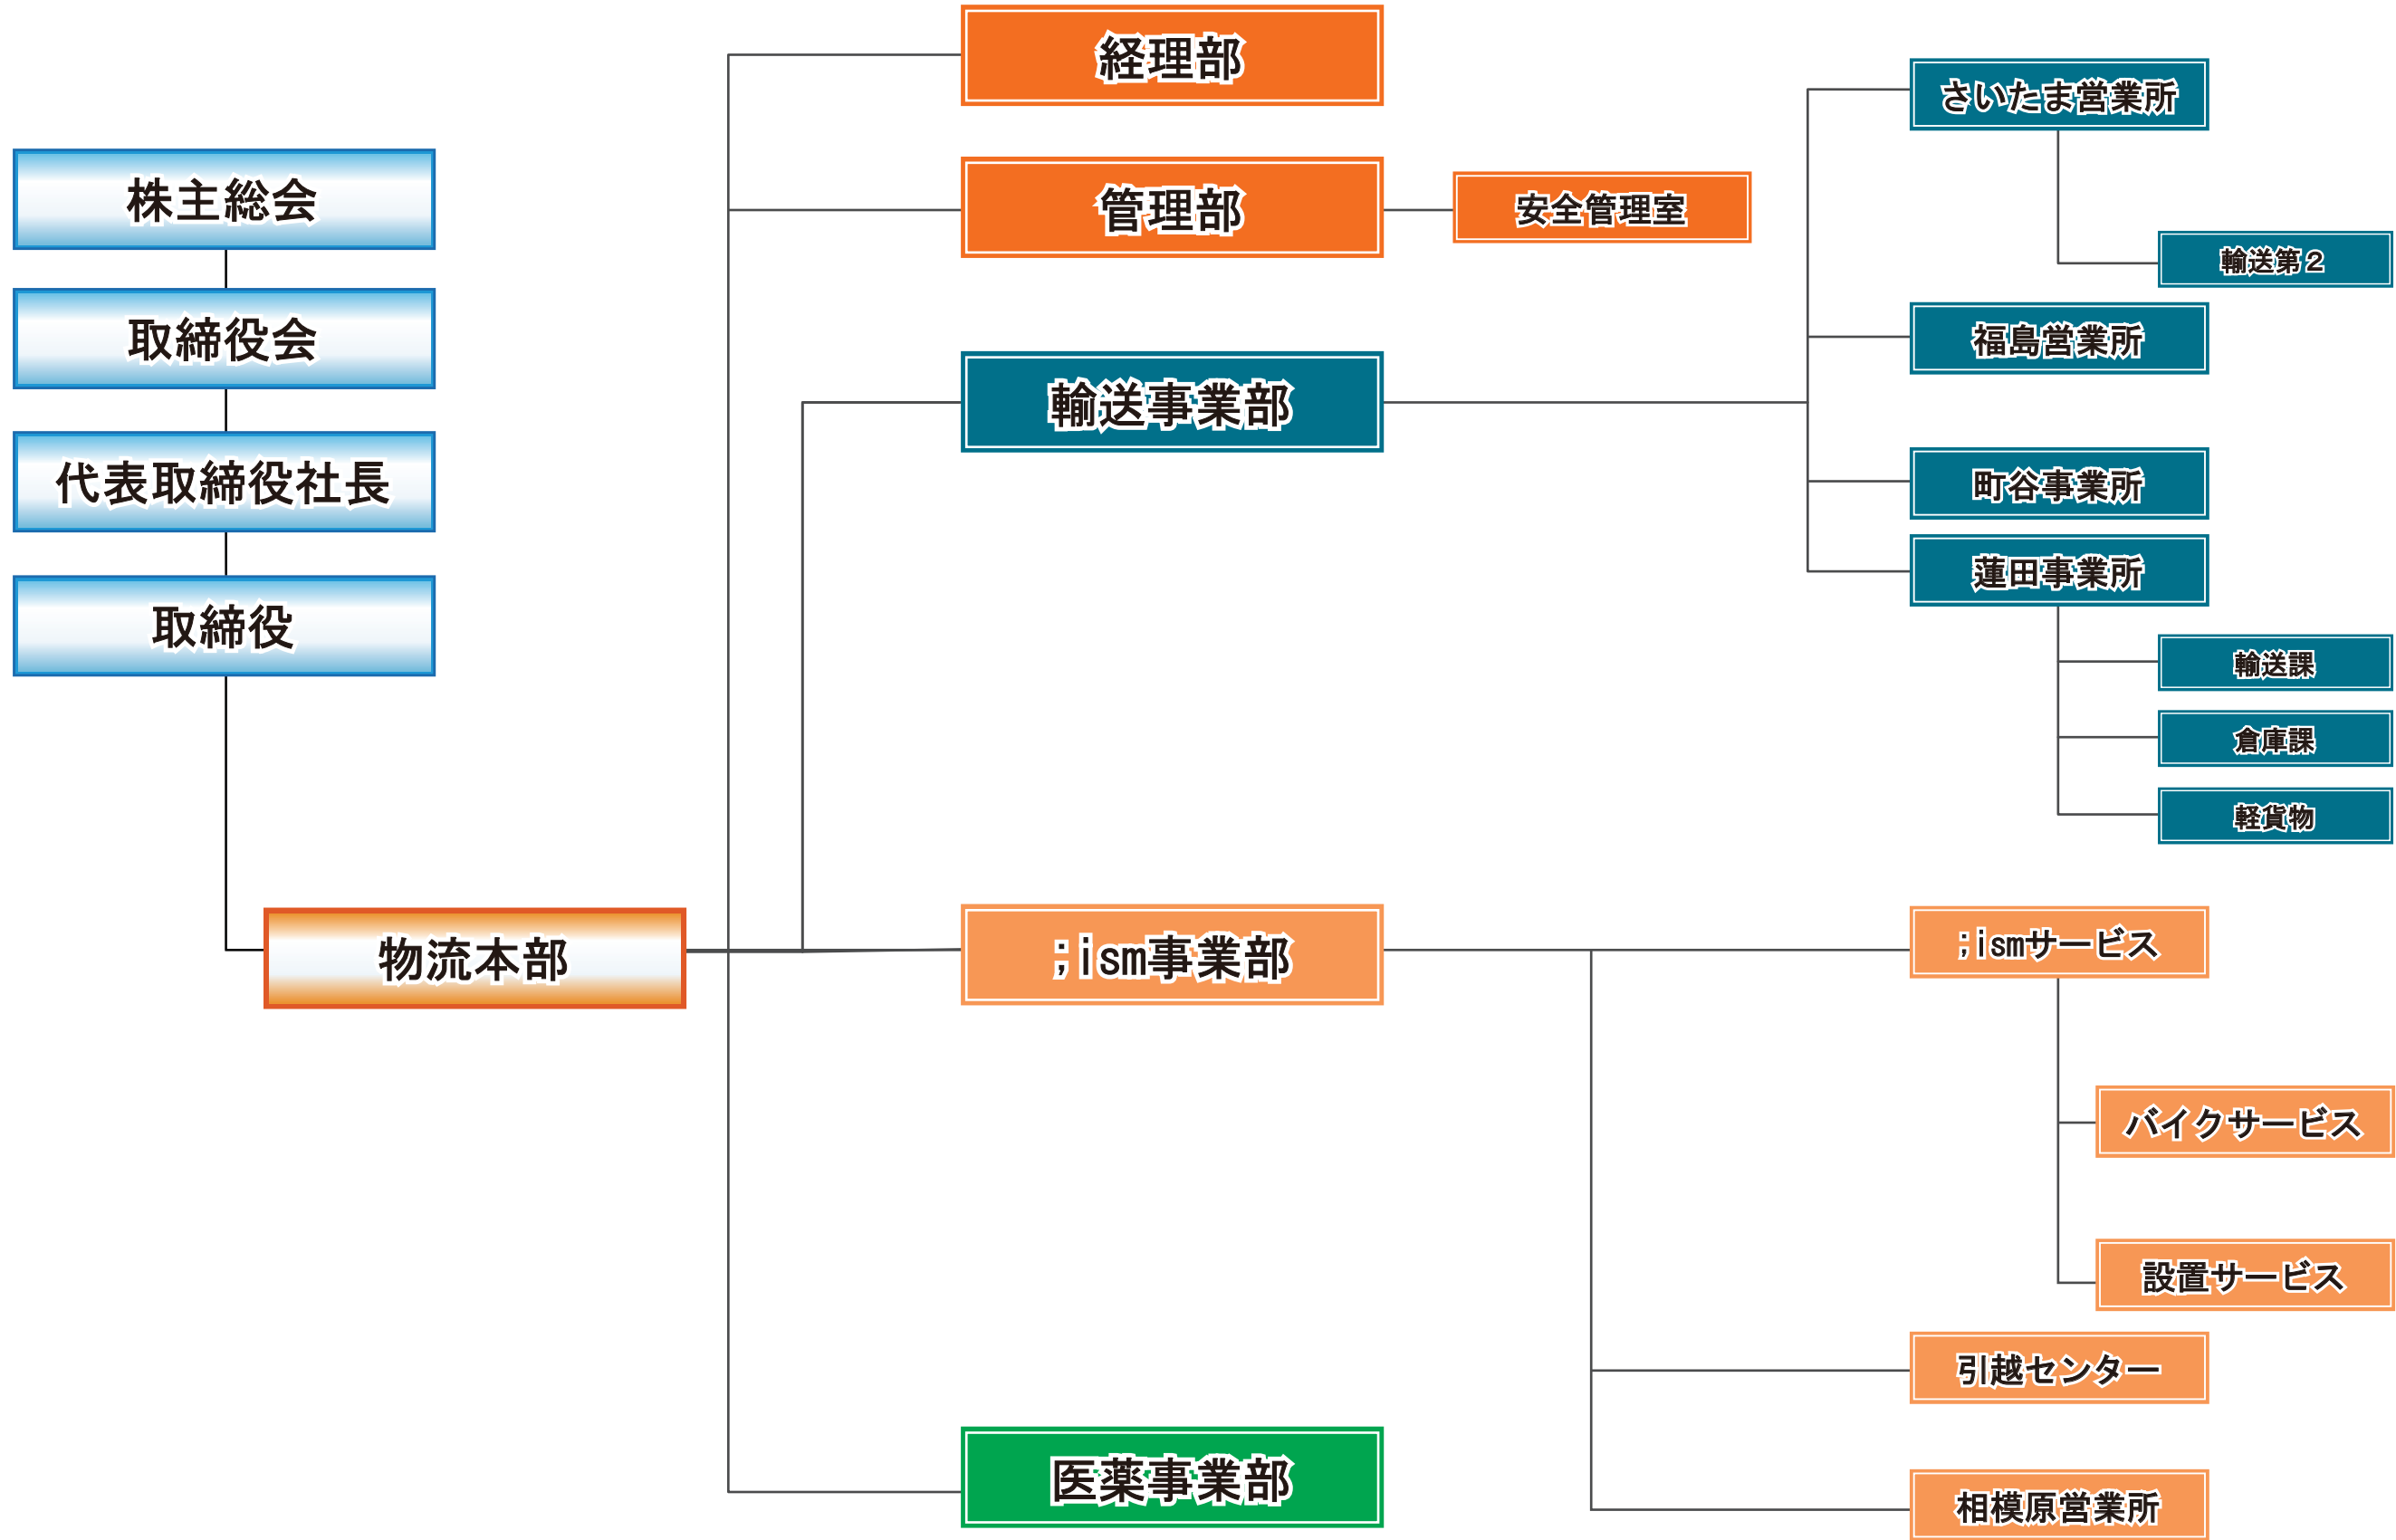 株主総会
取締役会
代表取締役社長
取締役
物流本部
経理部
管理部
安全管理室
輸送事業部
さいたま営業所
輸送第２
福島営業所
町谷事業所
蓮田事業所
輸送課
倉庫課
軽貨物
;ism事業部
;ismサービス
バイクサービス
設置サービス
引越センター
相模原営業所
医薬事業部